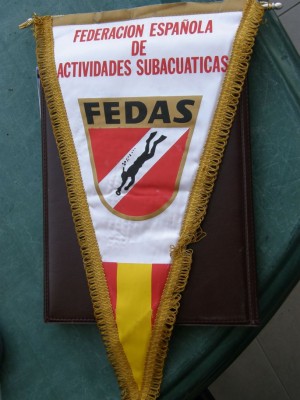 FEDERACION ESPAÑOLA
DE
ACTIVIDADES SUBACUATICAS
FEDAS